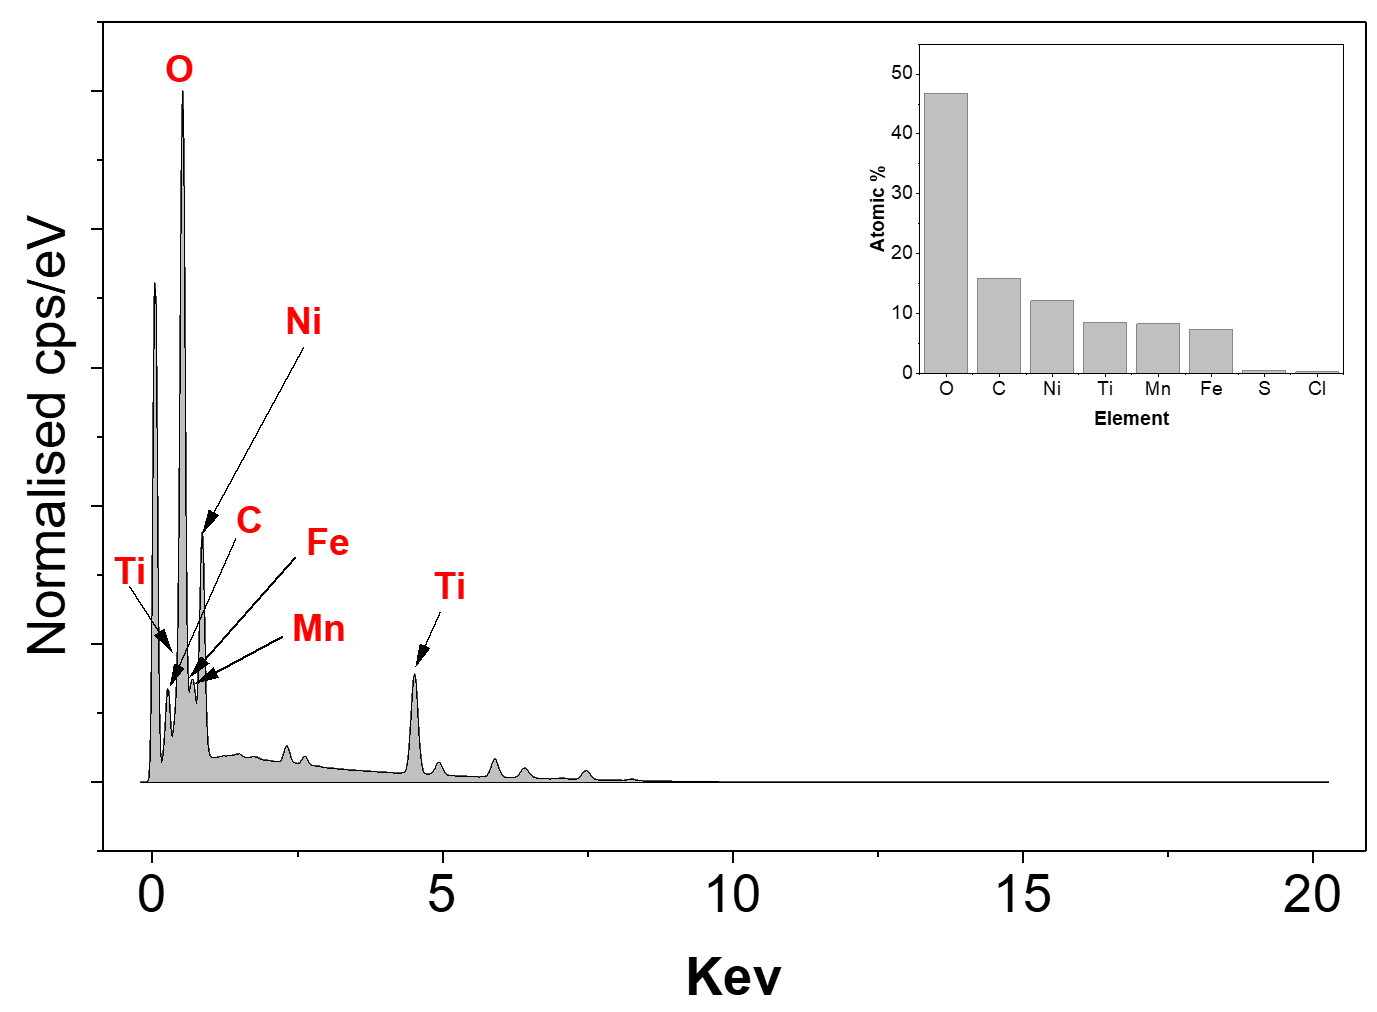 O
Ni
C
Fe
Ti
Ti
Mn
Normalised cps/eV
0
5
10
15
20
Kev
50
40
30
20
10
0
Atomic %
O C Ni Ti Mn Fe S Cl
Element